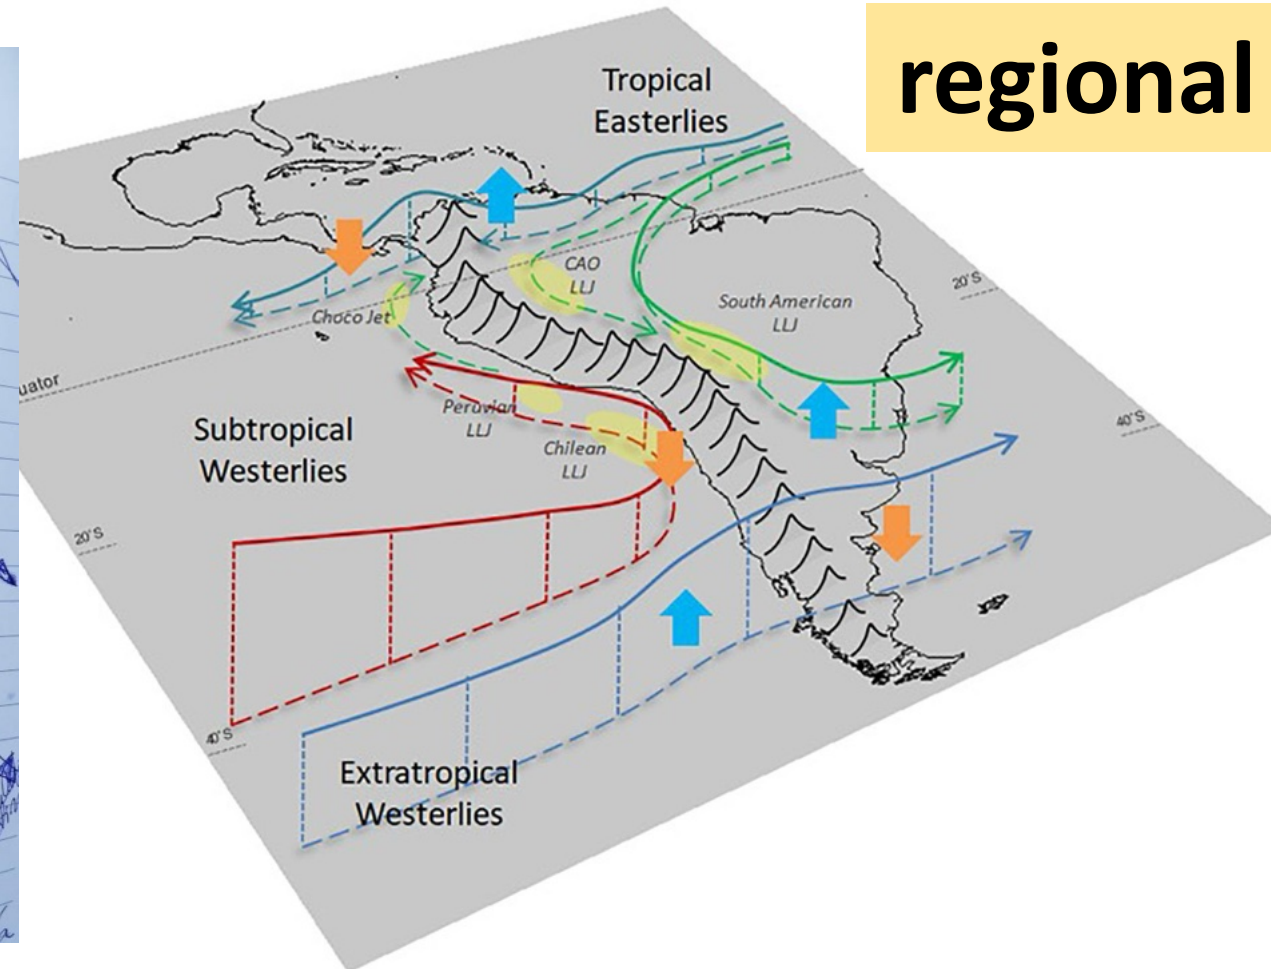 regional
Tropical
Easterlies
CAO
LLJ
South American
LLJ
20°S
Choco Jet
uator
Peruvian
LLJ
40°S
Subtropical
Westerlies
Chilean
LLJ
20°S
40°S
Extratropical
Westerlies